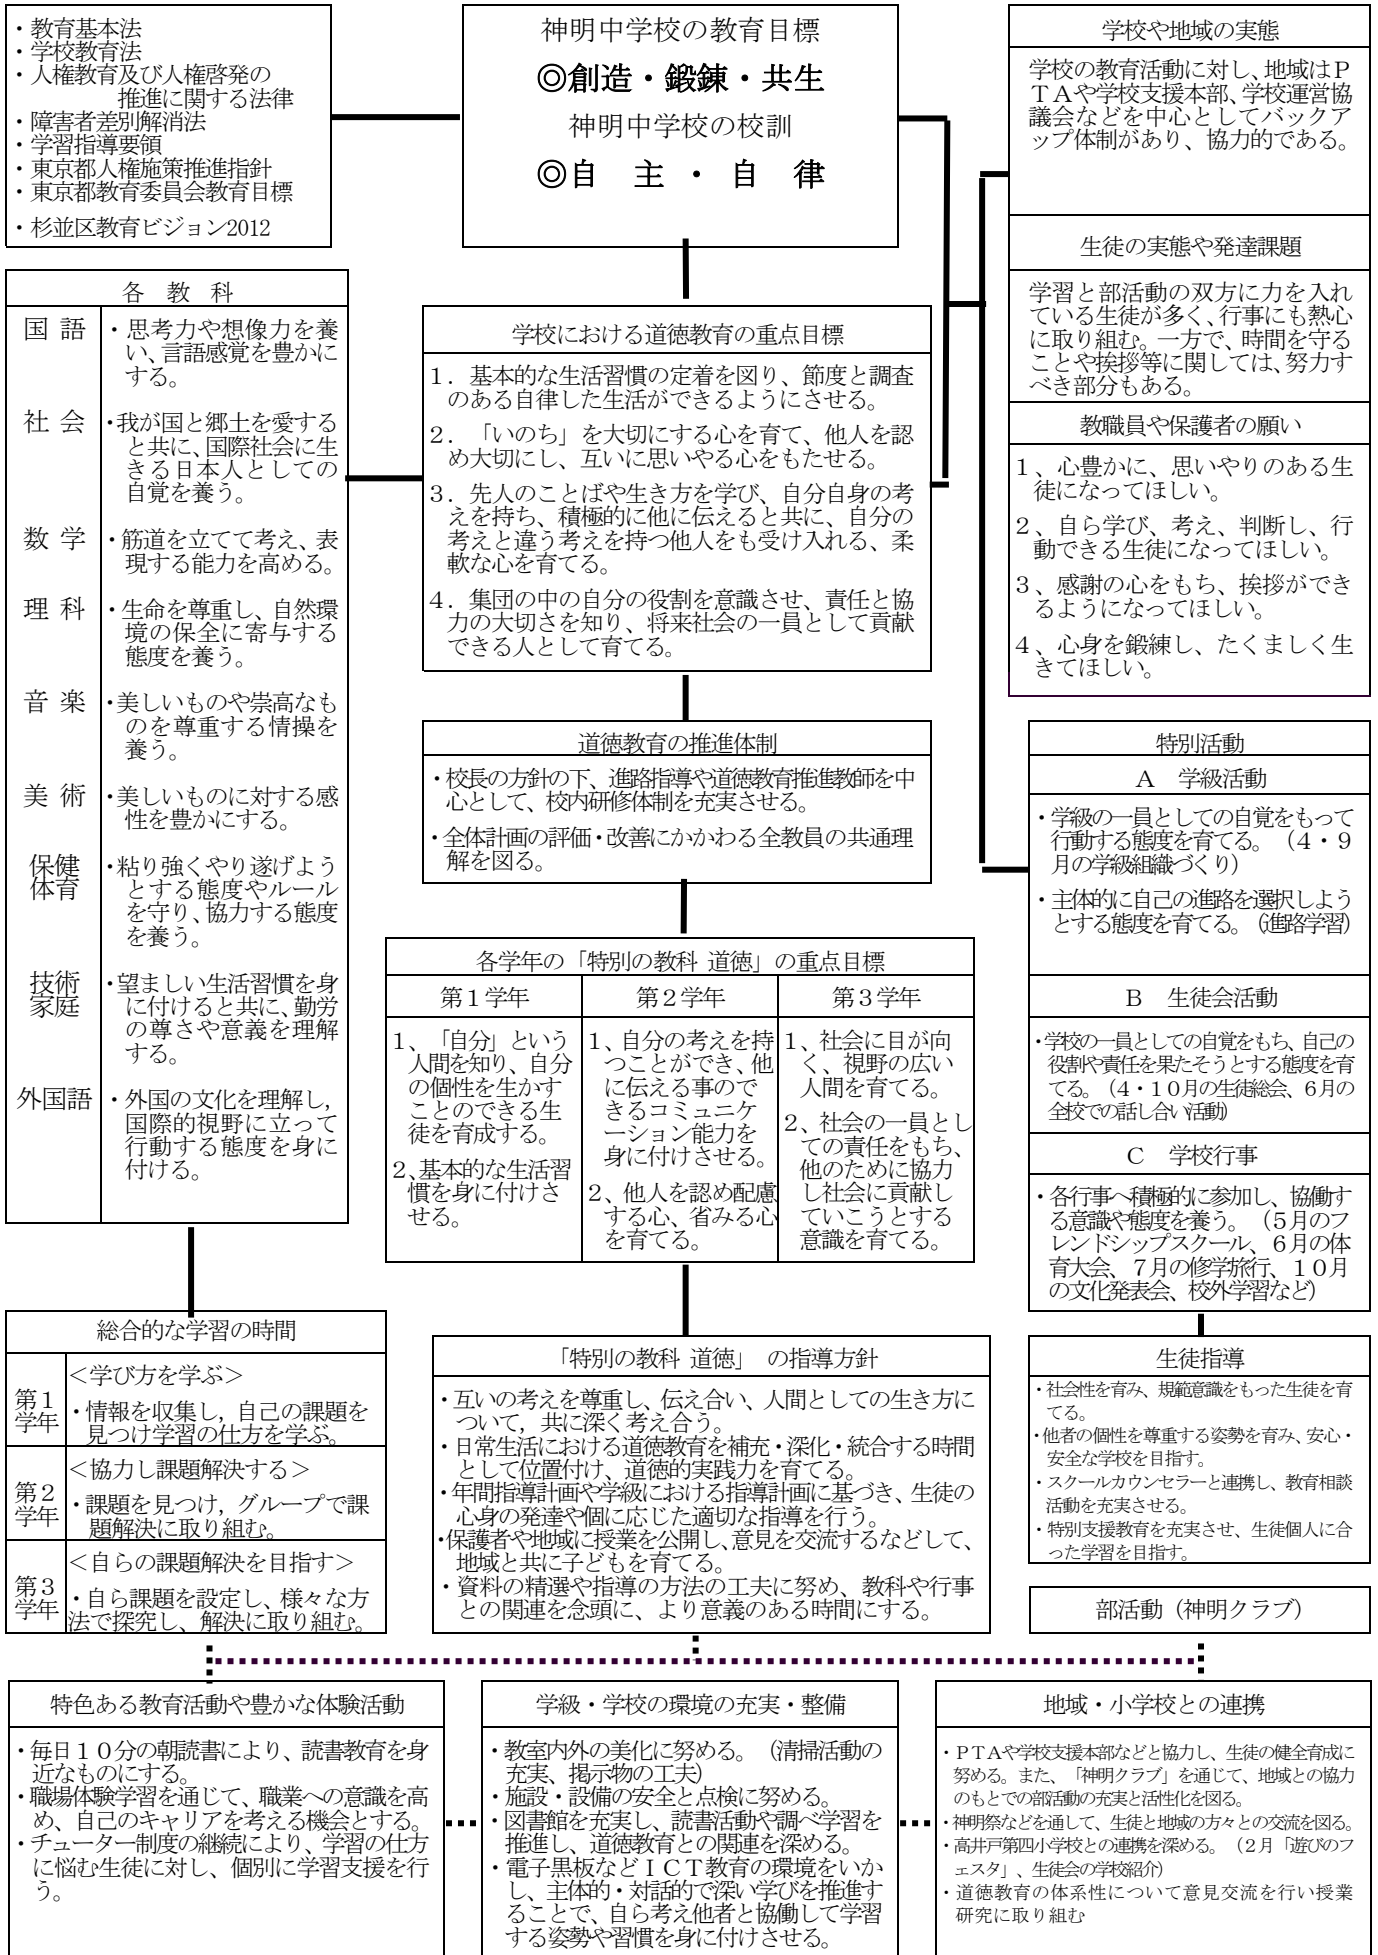 ・教育基本法
・学校教育法
・人権教育及び人権啓発の
推進に関する法律
・障害者差別解消法
・学習指導要領
・東京都人権施策推進指針
・東京都教育委員会教育目標
・杉並区教育ビジョン2012
神明中学校の教育目標
◎創造・鍛錬・共生
神明中学校の校訓
◎自　主　・　自　律
学校や地域の実態
学校の教育活動に対し、地域はＰ
ＴＡや学校支援本部、学校運営協
議会などを中心としてバックア
ップ体制があり、協力的である。
生徒の実態や発達課題
学習と部活動の双方に力を入れ
ている生徒が多く、行事にも熱心
に取り組む。一方で、時間を守る
ことや挨拶等に関しては、努力す
べき部分もある。
教職員や保護者の願い
１、心豊かに、思いやりのある生
徒になってほしい。
２、自ら学び、考え、判断し、行
動できる生徒になってほしい。
３、感謝の心をもち、挨拶ができ
るようになってほしい。
４、心身を鍛練し、たくましく生
きてほしい。
各　教　科
国 語
・思考力や想像力を養
い、言語感覚を豊かに
する。
社 会
・我が国と郷土を愛する
と共に、国際社会に生
きる日本人としての
自覚を養う。
数 学
・筋道を立てて考え、表
現する能力を高める。
理 科
・生命を尊重し、自然環
境の保全に寄与する
態度を養う。
音 楽
・美しいものや崇高なも
のを尊重する情操を
養う。
美 術
・美しいものに対する感
性を豊かにする。
保健
体育
・粘り強くやり遂げよう
とする態度やルール
を守り、協力する態度
を養う。
技術
家庭
・望ましい生活習慣を身
に付けると共に、勤労
の尊さや意義を理解
する。
外国語
・外国の文化を理解し，
国際的視野に立って
行動する態度を身に
付ける。
学校における道徳教育の重点目標
１．基本的な生活習慣の定着を図り、節度と調査
のある自律した生活ができるようにさせる。
２．「いのち」を大切にする心を育て、他人を認
め大切にし、互いに思いやる心をもたせる。
３．先人のことばや生き方を学び、自分自身の考
えを持ち、積極的に他に伝えると共に、自分の
考えと違う考えを持つ他人をも受け入れる、柔
軟な心を育てる。
４．集団の中の自分の役割を意識させ、責任と協
力の大切さを知り、将来社会の一員として貢献
できる人として育てる。
道徳教育の推進体制
・校長の方針の下、進路指導や道徳教育推進教師を中
心として、校内研修体制を充実させる。
・全体計画の評価・改善にかかわる全教員の共通理
解を図る。
各学年の「特別の教科 道徳」の重点目標
第１学年
１、「自分」という
人間を知り、自分
の個性を生かす
ことのできる生
徒を育成する。
２、基本的な生活習
慣を身に付けさ
せる。
第２学年
１、自分の考えを持
つことができ、他
に伝える事ので
きるコミュニケ
ーション能力を
身に付けさせる。
２、他人を認め配慮
する心、省みる心
を育てる。
第３学年
１、社会に目が向
く、視野の広い
人間を育てる。
２、社会の一員とし
ての責任をもち、
他のために協力
し社会に貢献し
ていこうとする
意識を育てる。
特別活動
Ａ　学級活動
・学級の一員としての自覚をもって
行動する態度を育てる。（４・９
月の学級組織づくり）
・主体的に自己の進路を選択しよう
とする態度を育てる。（進路学習）
Ｂ　生徒会活動
・学校の一員としての自覚をもち、自己の
役割や責任を果たそうとする態度を育
てる。（４・１０月の生徒総会、６月の
全校での話し合い活動）
Ｃ　学校行事
・各行事へ積極的に参加し、協働す
る意識や態度を養う。（５月のフ
レンドシップスクール、６月の体
育大会、７月の修学旅行、１０月
の文化発表会、校外学習など）
総合的な学習の時間
第１
学年
＜学び方を学ぶ＞
・情報を収集し，自己の課題を
見つけ学習の仕方を学ぶ。
第２
学年
＜協力し課題解決する＞
・課題を見つけ，グループで課
題解決に取り組む。
第３
学年
＜自らの課題解決を目指す＞
・自ら課題を設定し、様々な方
法で探究し、解決に取り組む。
「特別の教科 道徳」 の指導方針
・互いの考えを尊重し、伝え合い、人間としての生き方に
ついて，共に深く考え合う。
・日常生活における道徳教育を補充・深化・統合する時間
として位置付け、道徳的実践力を育てる。
・年間指導計画や学級における指導計画に基づき、生徒の
心身の発達や個に応じた適切な指導を行う。
・保護者や地域に授業を公開し、意見を交流するなどして、
地域と共に子どもを育てる。
・資料の精選や指導の方法の工夫に努め、教科や行事
との関連を念頭に、より意義のある時間にする。
生徒指導
・社会性を育み、規範意識をもった生徒を育
てる。
・他者の個性を尊重する姿勢を育み、安心・
安全な学校を目指す。
・スクールカウンセラーと連携し、教育相談
活動を充実させる。
・特別支援教育を充実させ、生徒個人に合
った学習を目指す。
部活動（神明クラブ）
特色ある教育活動や豊かな体験活動
・毎日１０分の朝読書により、読書教育を身
近なものにする。
・職場体験学習を通じて、職業への意識を高
め、自己のキャリアを考える機会とする。
・チューター制度の継続により、学習の仕方
に悩む生徒に対し、個別に学習支援を行
う。
学級・学校の環境の充実・整備
・教室内外の美化に努める。（清掃活動の
充実、掲示物の工夫）
・施設・設備の安全と点検に努める。
・図書館を充実し、読書活動や調べ学習を
推進し、道徳教育との関連を深める。
・電子黒板などＩＣＴ教育の環境をいか
し、主体的・対話的で深い学びを推進す
ることで、自ら考え他者と協働して学習
する姿勢や習慣を身に付けさせる。
地域・小学校との連携
・ＰＴＡや学校支援本部などと協力し、生徒の健全育成に
努める。また、「神明クラブ」を通じて、地域との協力
のもとでの部活動の充実と活性化を図る。
・神明祭などを通して、生徒と地域の方々との交流を図る。
・高井戸第四小学校との連携を深める。（２月「遊びのフ
ェスタ」、生徒会の学校紹介）
・道徳教育の体系性について意見交流を行い授業
研究に取り組む